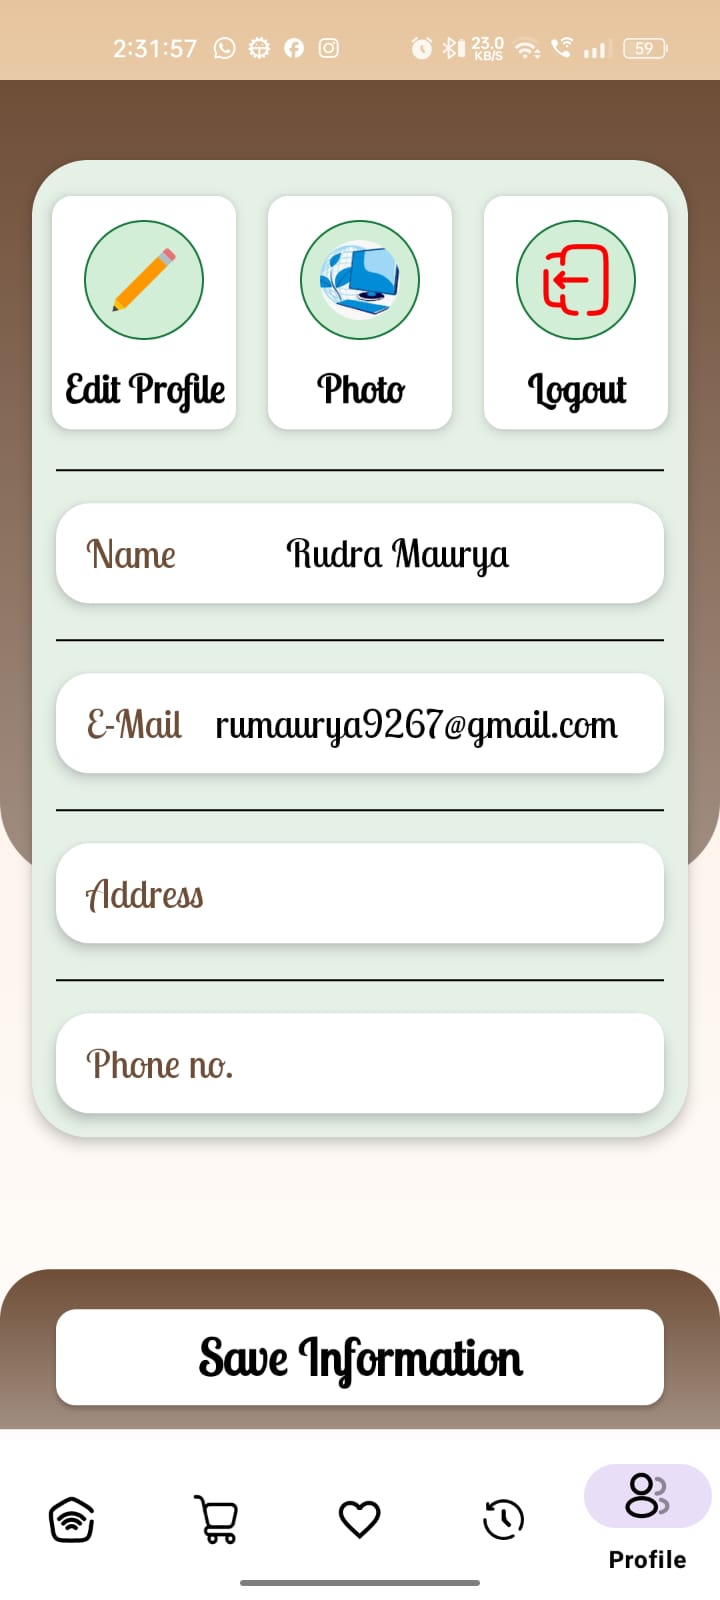 2:31:57 23.0 KB/S 59
Edit Profile Photo Logout
Name Rudra Maurya
E-Mail rumaurya9267@gmail.com
Address
Phone no.
Save Information
Profile